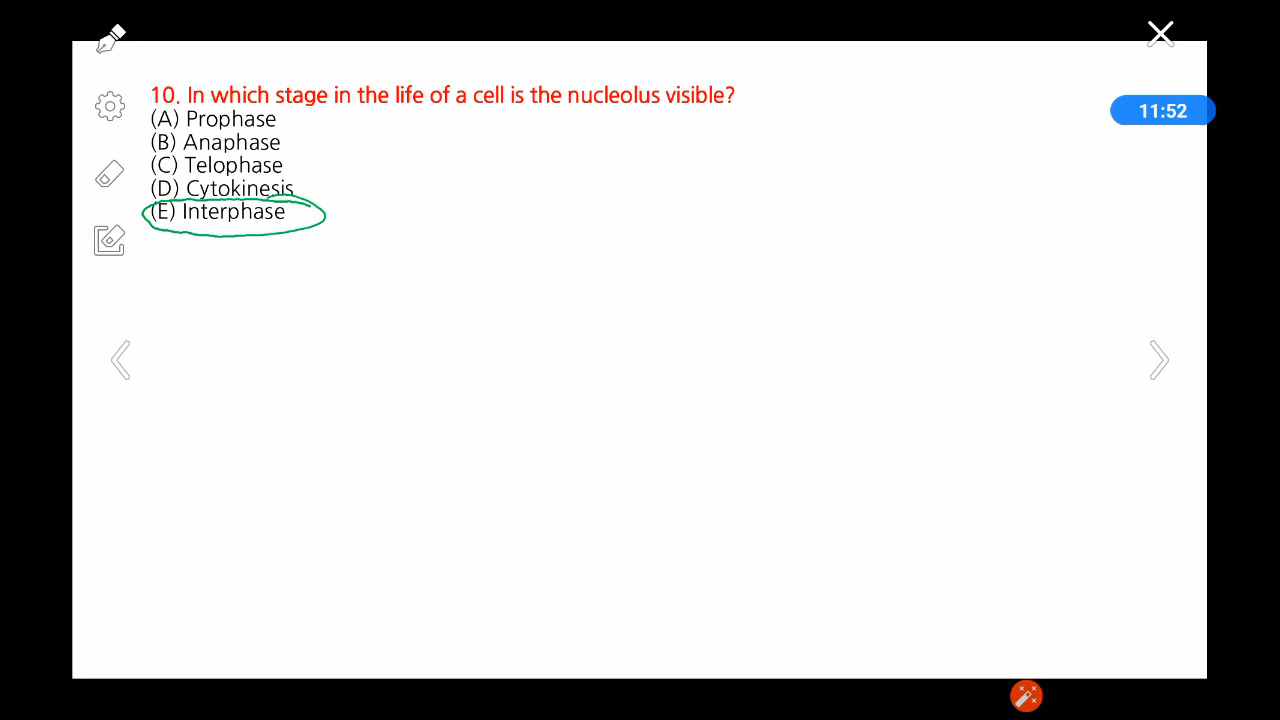 10. In which stage in the life of a cell is the nucleolus visible?
11:52
(A) Prophase
(B) Anaphase
(C) Telophase
(D) Cytokinesis
(E) Interphase